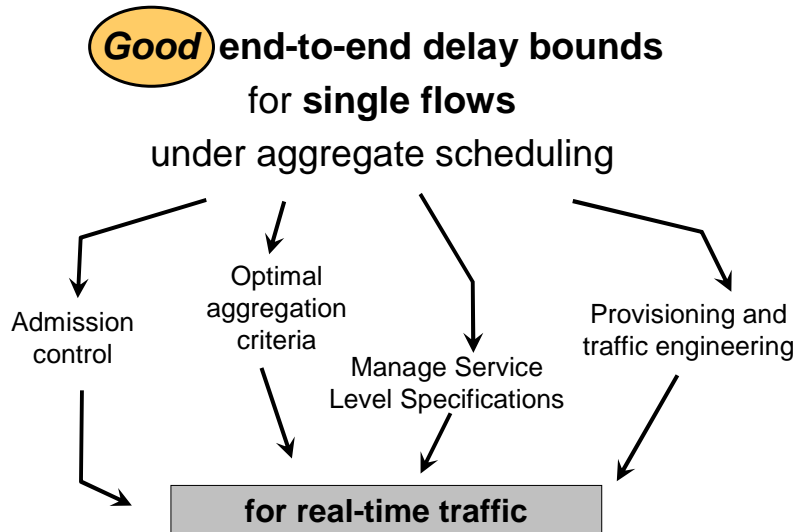 Good end-to-end delay bounds
for single flows
under aggregate scheduling
Admission
control
Optimal
aggregation
criteria
Manage Service
Level Specifications
Provisioning and
traffic engineering
for real-time traffic